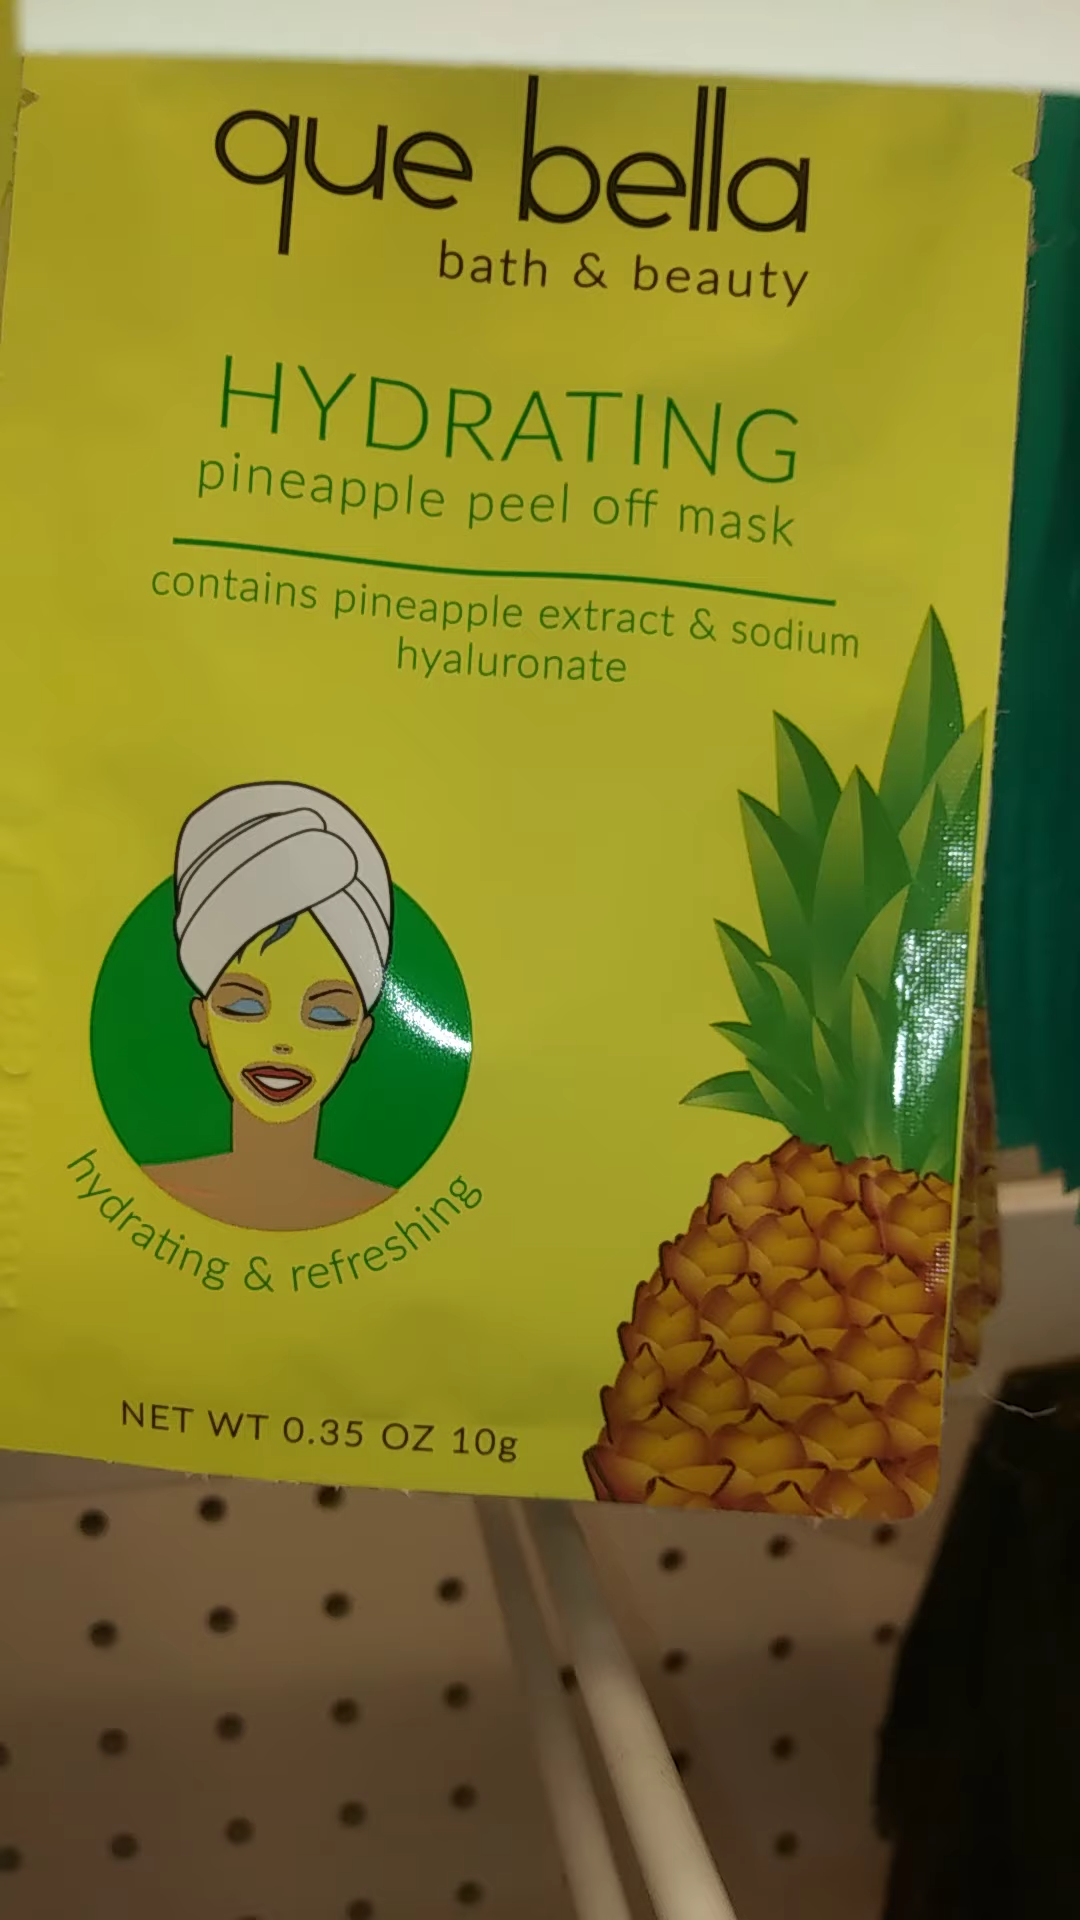 que bella
bath & beauty
HYDRATING
pineapple peel off mask
contains pineapple extract & sodium
hyaluronate
hydrating & refreshing
NET WT 0.35 OZ 10g